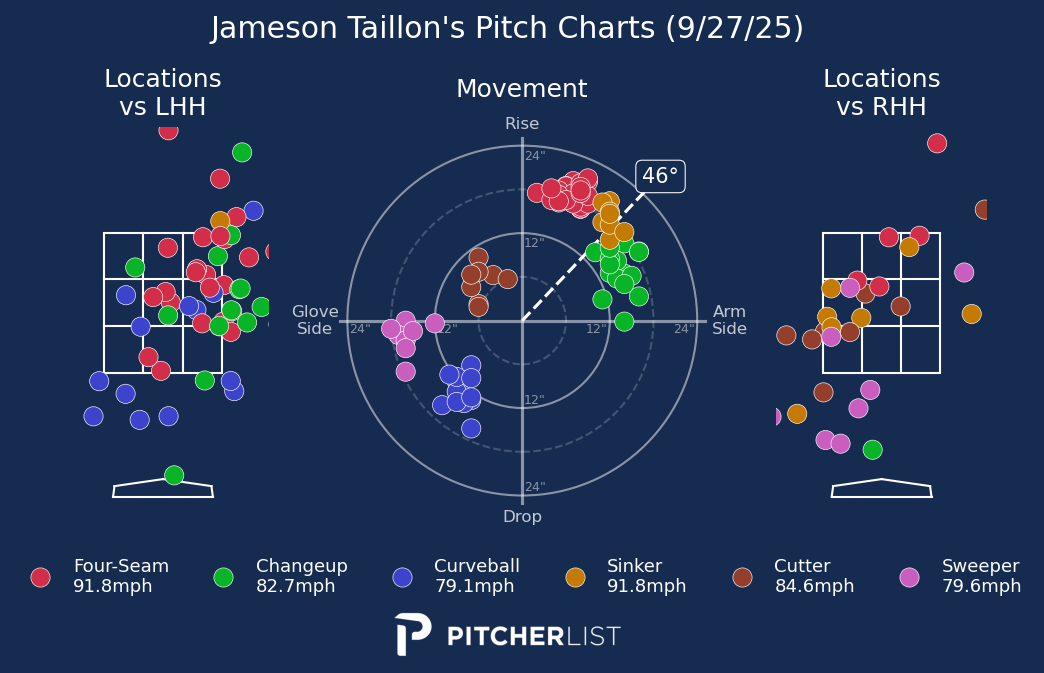 Jameson Taillon's Pitch Charts (9/27/25)
Locations
vs LHH
Movement
Locations
vs RHH
Rise
24"
46°
12"
Glove
Side
24"
12"
12"
24"
Arm
Side
12"
24"
Drop
Four-Seam
91.8mph
Changeup
82.7mph
Curveball
79.1mph
Sinker
91.8mph
Cutter
84.6mph
Sweeper
79.6mph
PITCHERLIST